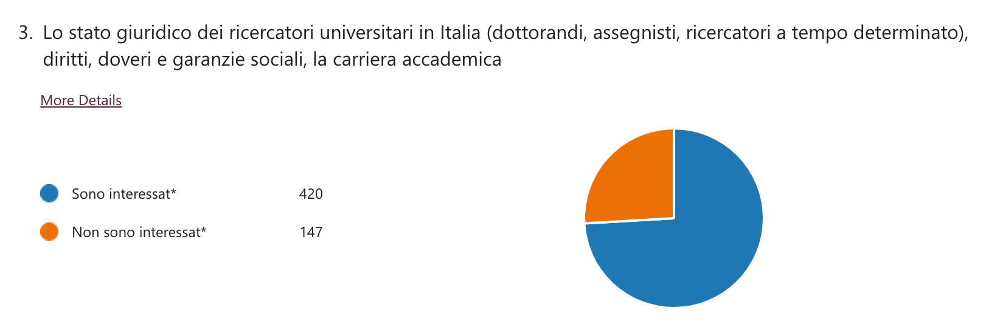 3. Lo stato giuridico dei ricercatori universitari in Italia (dottorandi, assegnisti, ricercatori a tempo determinato),
diritti, doveri e garanzie sociali, la carriera accademica
More Details
Sono interessat* 420
Non sono interessat* 147